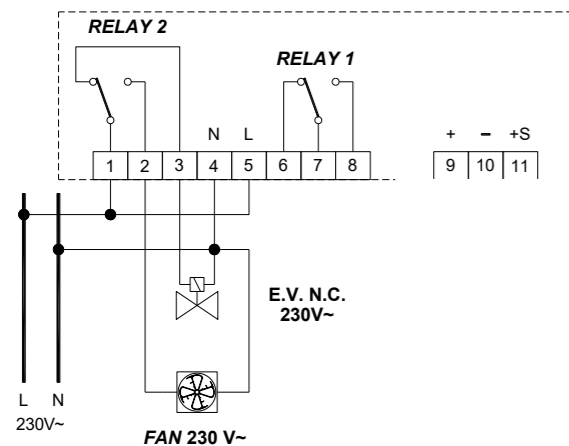 RELAY 2
RELAY 1
N L + – +S
1 2 3 4 5 6 7 8 9 10 11
E.V. N.C.
230V~
L N
230V~
FAN 230 V~